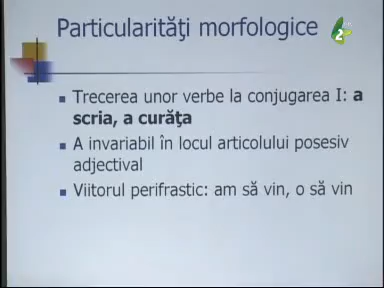 Particularităţi morfologice
2
Trecerea unor verbe la conjugarea I: a
scria, a curăţa
A invariabil în locul articolului posesiv
adjectival
Viitorul perifrastic: am să vin, o să vin